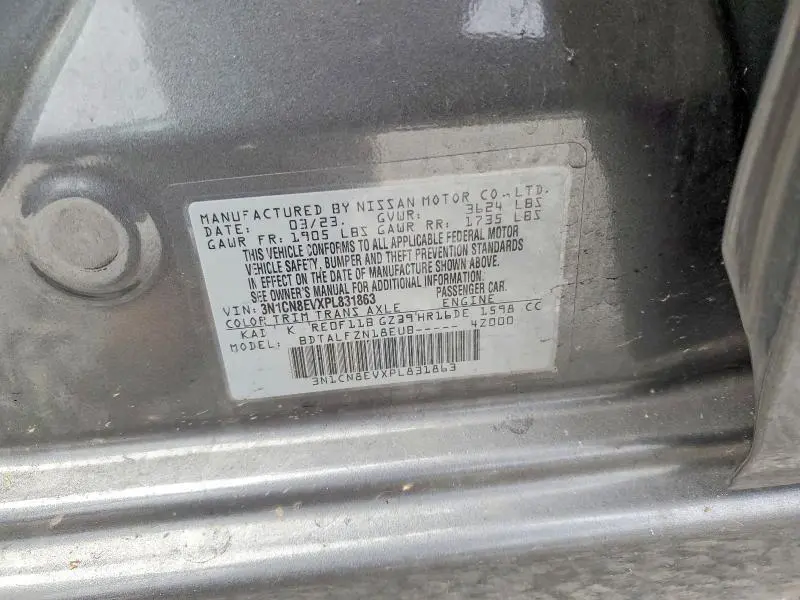 MANUFACTURED BY NISSAN MOTOR CO.,LTD.
DATE: 03/23. GVWR: 3624 LBS
GAWR FR: 1905 LBS GAWR RR: 1735 LBS
THIS VEHICLE CONFORMS TO ALL APPLICABLE FEDERAL MOTOR
VEHICLE SAFETY, BUMPER AND THEFT PREVENTION STANDARDS
IN EFFECT ON THE DATE OF MANUFACTURE SHOWN ABOVE.
SEE OWNER'S MANUAL FOR ADDITIONAL INFORMATION.
VIN: 3N1CN8EVXPL831863 PASSENGER CAR.
COLOR TRIM TRANS AXLE ENGINE
KAI K RE0F11B GZ39 HR16DE 1598 CC
MODEL: BDTALFZN18EUB----- 42000
3N1CN8EVXPL831863